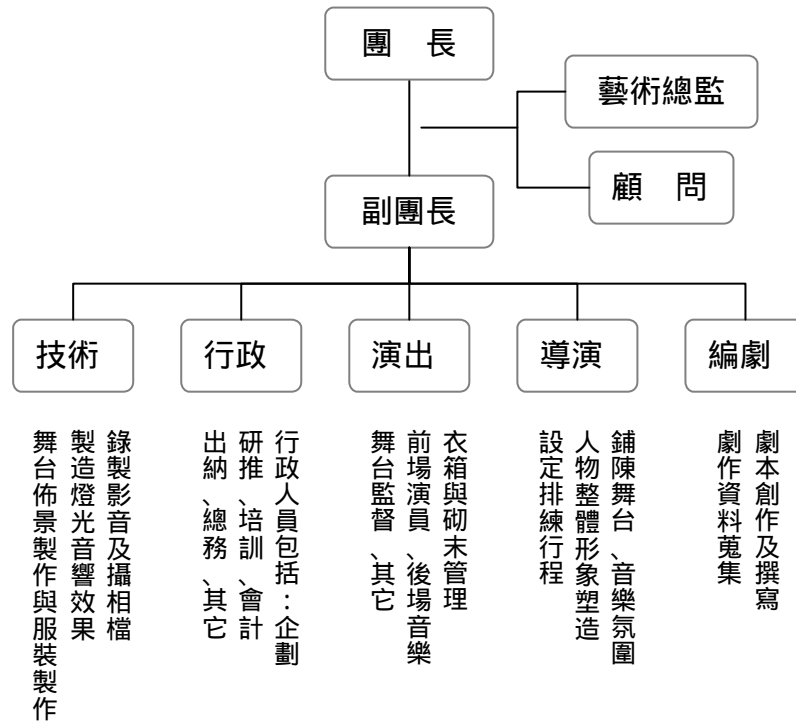 團　長
藝術總監
顧　問
副團長
技術
行政
演出
導演
編劇
錄製影音及攝相檔
製造燈光音響效果
舞台佈景製作與服裝製作
行政人員包括：企劃
研推、培訓、會計
出納、總務、其它
衣箱與砌末管理
前場演員、後場音樂
舞台監督、其它
鋪陳舞台、音樂氛圍
人物整體形象塑造
設定排練行程
劇本創作及撰寫
劇作資料蒐集